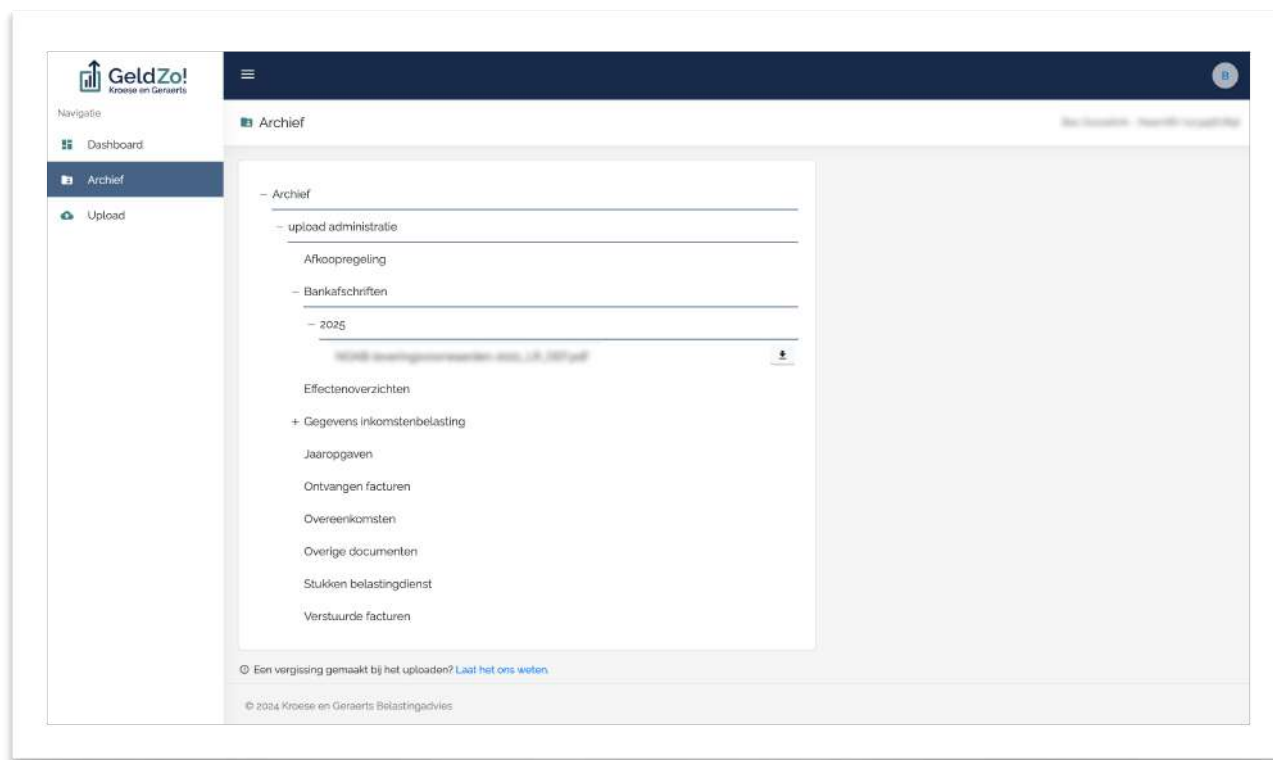 GeldZo!
Kroese en Geraerts
B
Navigatie
Archief
Dashboard
Archief
Upload
– Archief
– upload administratie
Afkoopregeling
– Bankafschriften
– 2025
Effectenoverzichten
+ Gegevens inkomstenbelasting
Jaaropgaven
Ontvangen facturen
Overeenkomsten
Overige documenten
Stukken belastingdienst
Verstuurde facturen
Een vergissing gemaakt bij het uploaden? Laat het ons weten.
© 2024 Kroese en Geraerts Belastingadvies